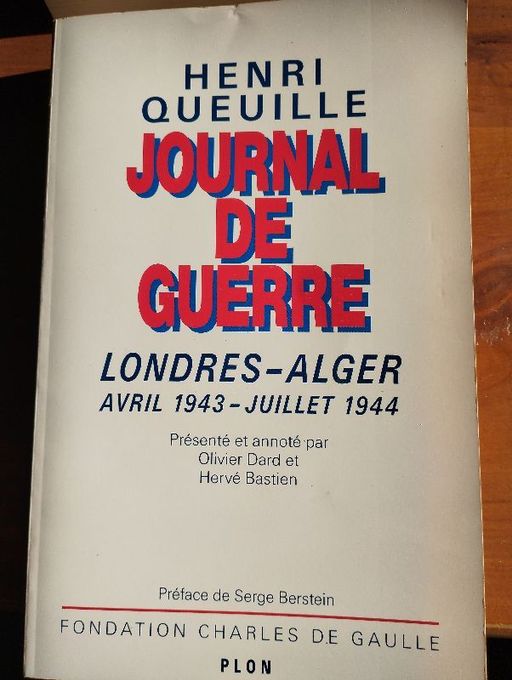 HENRI
QUEUILLE
JOURNAL
DE
GUERRE
LONDRES-ALGER
AVRIL 1943-JUILLET 1944
Présenté et annoté par
Olivier Dard et
Hervé Bastien
Préface de Serge Berstein
FONDATION CHARLES DE GAULLE
PLON